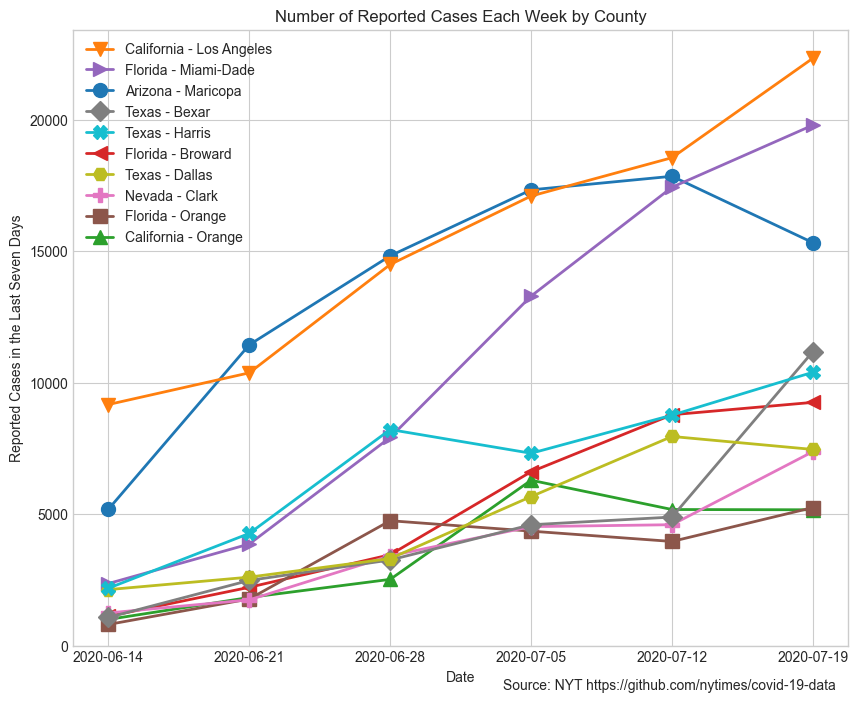 Number of Reported Cases Each Week by County
California - Los Angeles
Florida - Miami-Dade
Arizona - Maricopa
Texas - Bexar
Texas - Harris
Florida - Broward
Texas - Dallas
Nevada - Clark
Florida - Orange
California - Orange
Reported Cases in the Last Seven Days
20000
15000
10000
5000
0
2020-06-14 2020-06-21 2020-06-28 2020-07-05 2020-07-12 2020-07-19
Date
Source: NYT https://github.com/nytimes/covid-19-data